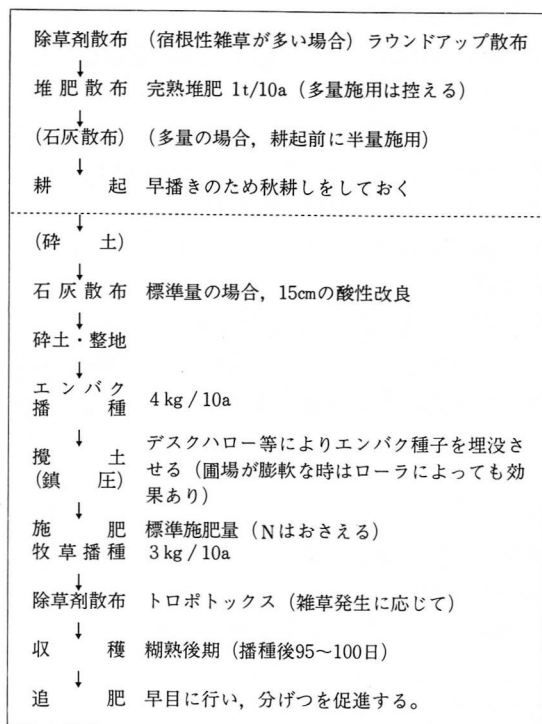 除草剤散布 (宿根性雑草が多い場合) ラウンドアップ散布
↓
堆肥散布 完熟堆肥 1t/10a (多量施用は控える)
↓
(石灰散布) (多量の場合,耕起前に半量施用)
↓
耕起 早播きのため秋耕しをしておく
↓
(砕土)
↓
石灰散布 標準量の場合,15cmの酸性改良
↓
砕土・整地
↓
エンバク
播種 4kg/10a
↓
攪土 デスクハロー等によりエンバク種子を埋没さ
(鎮圧) せる (圃場が膨軟な時はローラによっても効
果あり)
↓
施肥 標準施肥量 (Nはおさえる)
牧草播種 3kg/10a
↓
除草剤散布 トロポトックス (雑草発生に応じて)
↓
収穫 糊熟後期 (播種後95～100日)
↓
追肥 早目に行い,分げつを促進する。